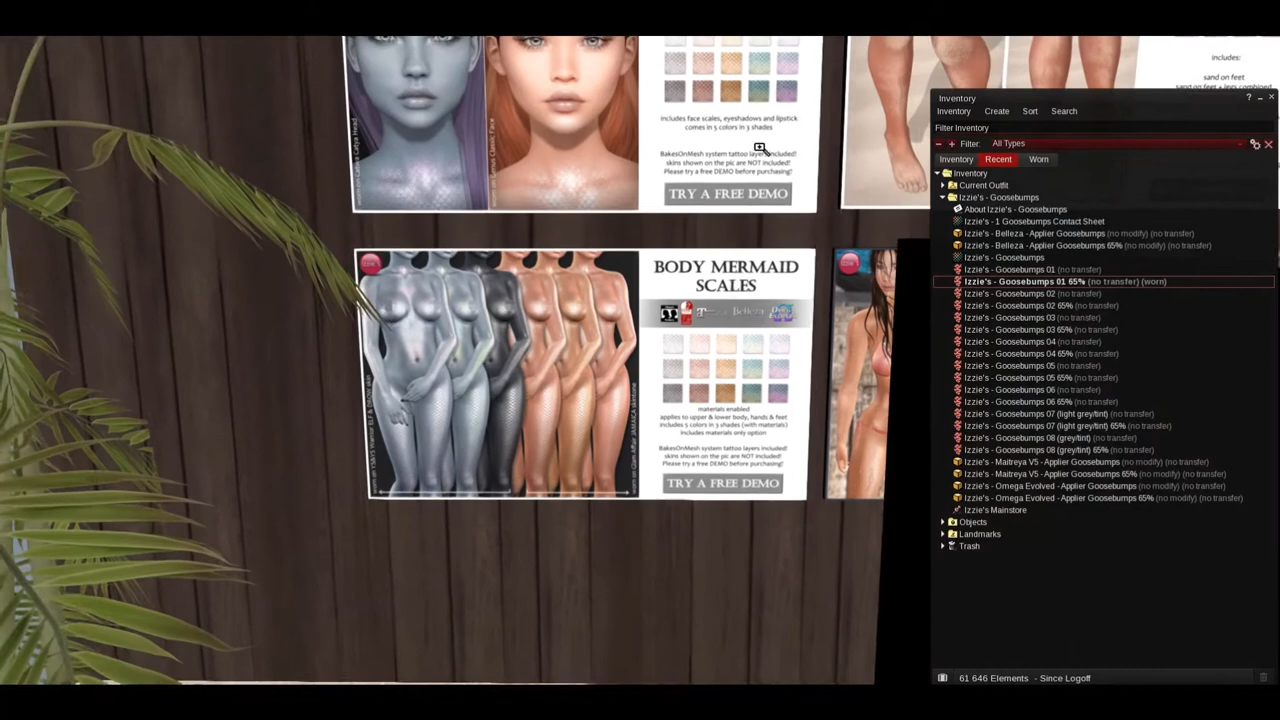 includes face scales, eyeshadows and lipstick
comes in 5 colors in 3 shades
BakesOnMesh system tattoo layers included!
skins shown on the pic are NOT included!
Please try a free DEMO before purchasing!
TRY A FREE DEMO
includes:
sand on feet
BODY MERMAID
SCALES
Belleza
materials enabled
applies to upper & lower body, hands & feet
includes 5 colors in 3 shades (with materials)
includes materials only option
BakesOnMesh system tattoo layers included!
skins shown on the pic are NOT included!
Please try a free DEMO before purchasing!
TRY A FREE DEMO
Inventory
Inventory Create Sort Search
Filter Inventory
Filter: All Types
Inventory Recent Worn
Inventory
Current Outfit
Izzie's - Goosebumps
About Izzie's - Goosebumps
Izzie's - 1 Goosebumps Contact Sheet
Izzie's - Belleza - Applier Goosebumps (no modify) (no transfer)
Izzie's - Belleza - Applier Goosebumps 65% (no modify) (no transfer)
Izzie's - Goosebumps
Izzie's - Goosebumps 01 (no transfer)
Izzie's - Goosebumps 01 65% (no transfer) (worn)
Izzie's - Goosebumps 02 (no transfer)
Izzie's - Goosebumps 02 65% (no transfer)
Izzie's - Goosebumps 03 (no transfer)
Izzie's - Goosebumps 03 65% (no transfer)
Izzie's - Goosebumps 04 (no transfer)
Izzie's - Goosebumps 04 65% (no transfer)
Izzie's - Goosebumps 05 (no transfer)
Izzie's - Goosebumps 05 65% (no transfer)
Izzie's - Goosebumps 06 (no transfer)
Izzie's - Goosebumps 06 65% (no transfer)
Izzie's - Goosebumps 07 (light grey/tint) (no transfer)
Izzie's - Goosebumps 07 (light grey/tint) 65% (no transfer)
Izzie's - Goosebumps 08 (grey/tint) (no transfer)
Izzie's - Goosebumps 08 (grey/tint) 65% (no transfer)
Izzie's - Maitreya V5 - Applier Goosebumps (no modify) (no transfer)
Izzie's - Maitreya V5 - Applier Goosebumps 65% (no modify) (no transfer)
Izzie's - Omega Evolved - Applier Goosebumps (no modify) (no transfer)
Izzie's - Omega Evolved - Applier Goosebumps 65% (no modify) (no transfer)
Izzie's Mainstore
Objects
Landmarks
Trash
61 646 Elements - Since Logoff